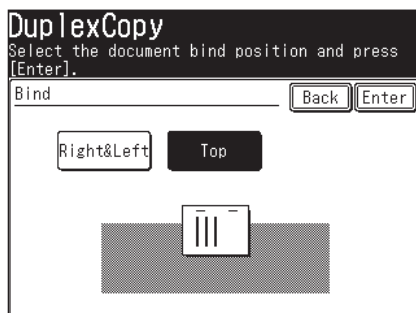 DuplexCopy
Select the document bind position and press
[Enter].
Bind
Back
Enter
Right&Left
Top